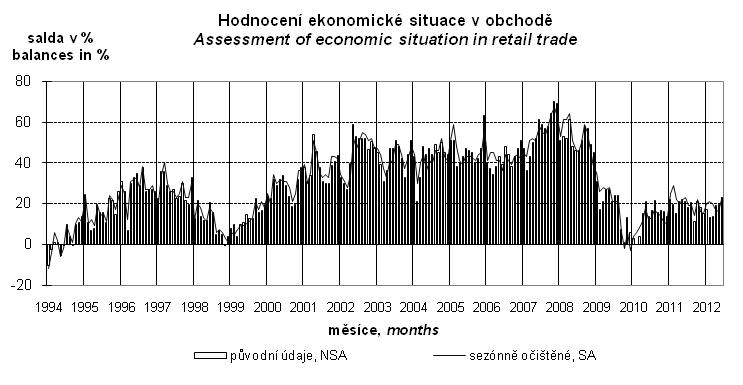 Hodnocení ekonomické situace v obchodě
Assessment of economic situation in retail trade
salda v %
balances in %
80
60
40
20
0
-20
1994 1995 1996 1997 1998 1999 2000 2001 2002 2003 2004 2005 2006 2007 2008 2009 2010 2011 2012
měsíce, months
původní údaje, NSA sezónně očištěné, SA